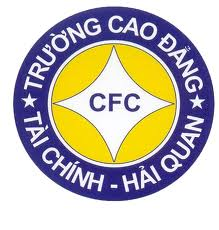 TRƯỜNG CAO ĐẲNG
CFC
TÀI CHÍNH - HẢI QUAN